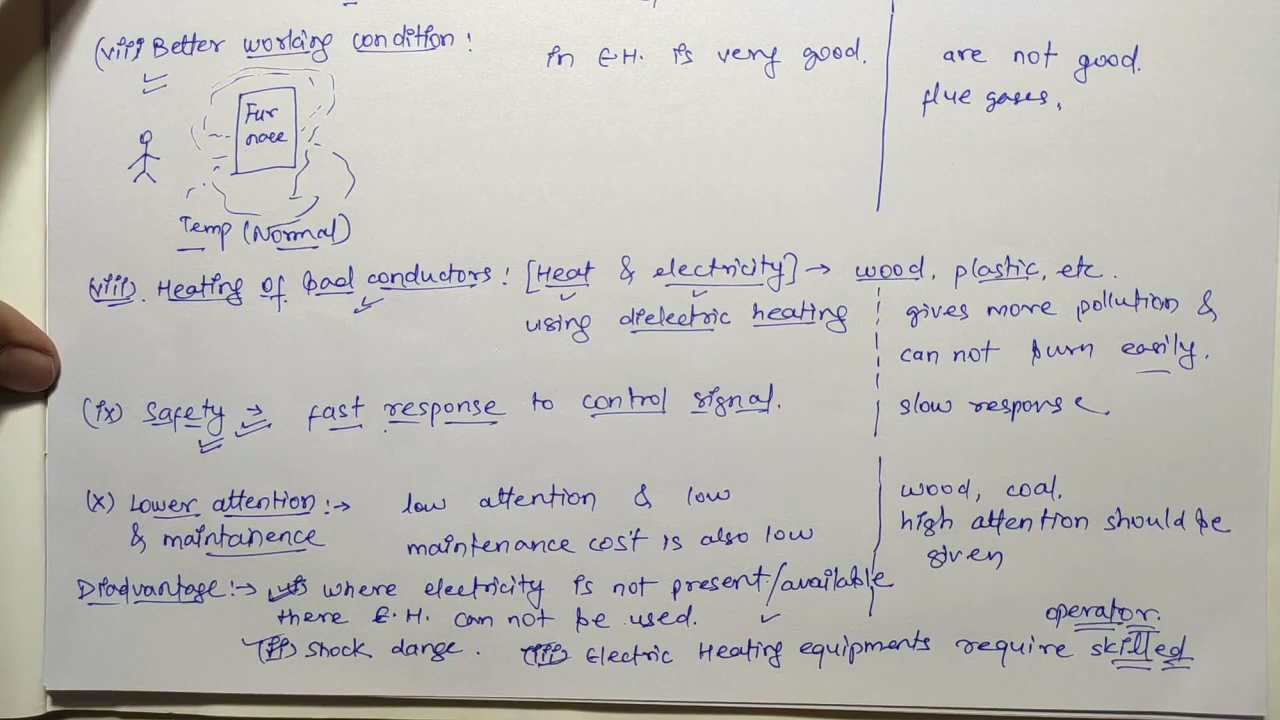 (viii) Better working condition : in E.H. is very good. are not good.
flue gases.
Fur
nace
Temp (Normal)
(viii). Heating of bad conductors : [Heat & electricity] → wood, plastic, etc.
using dielectric heating gives more pollution &
can not burn easily.
(ix) Safety → fast response to control signal. slow response.
(x) Lower attention :→ low attention & low wood, coal.
& maintanence maintenance cost is also low high attention should be
given
Disadvantage :→ (i) where electricity is not present/available
there E.H. can not be used.
operator.
(ii) shock dange. (iii) Electric Heating equipments require skilled